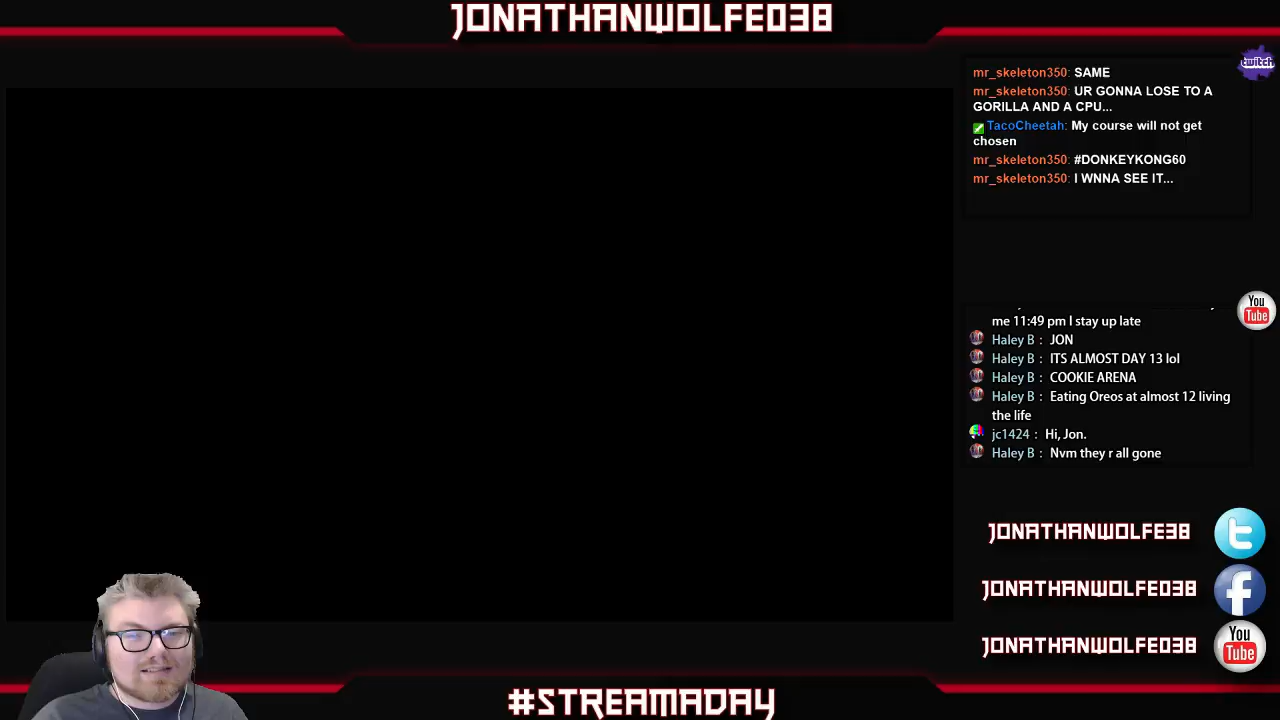 JONATHANWOLFE038
twitch
mr_skeleton350: SAME
mr_skeleton350: UR GONNA LOSE TO A
GORILLA AND A CPU...
TacoCheetah: My course will not get
chosen
mr_skeleton350: #DONKEYKONG60
mr_skeleton350: I WNNA SEE IT...
You
Tube
me 11:49 pm I stay up late
Haley B : JON
Haley B : ITS ALMOST DAY 13 lol
Haley B : COOKIE ARENA
Haley B : Eating Oreos at almost 12 living
the life
jc1424 : Hi, Jon.
Haley B : Nvm they r all gone
JONATHANWOLFE38
JONATHANWOLFE038
JONATHANWOLFE038
You
Tube
#STREAMADAY